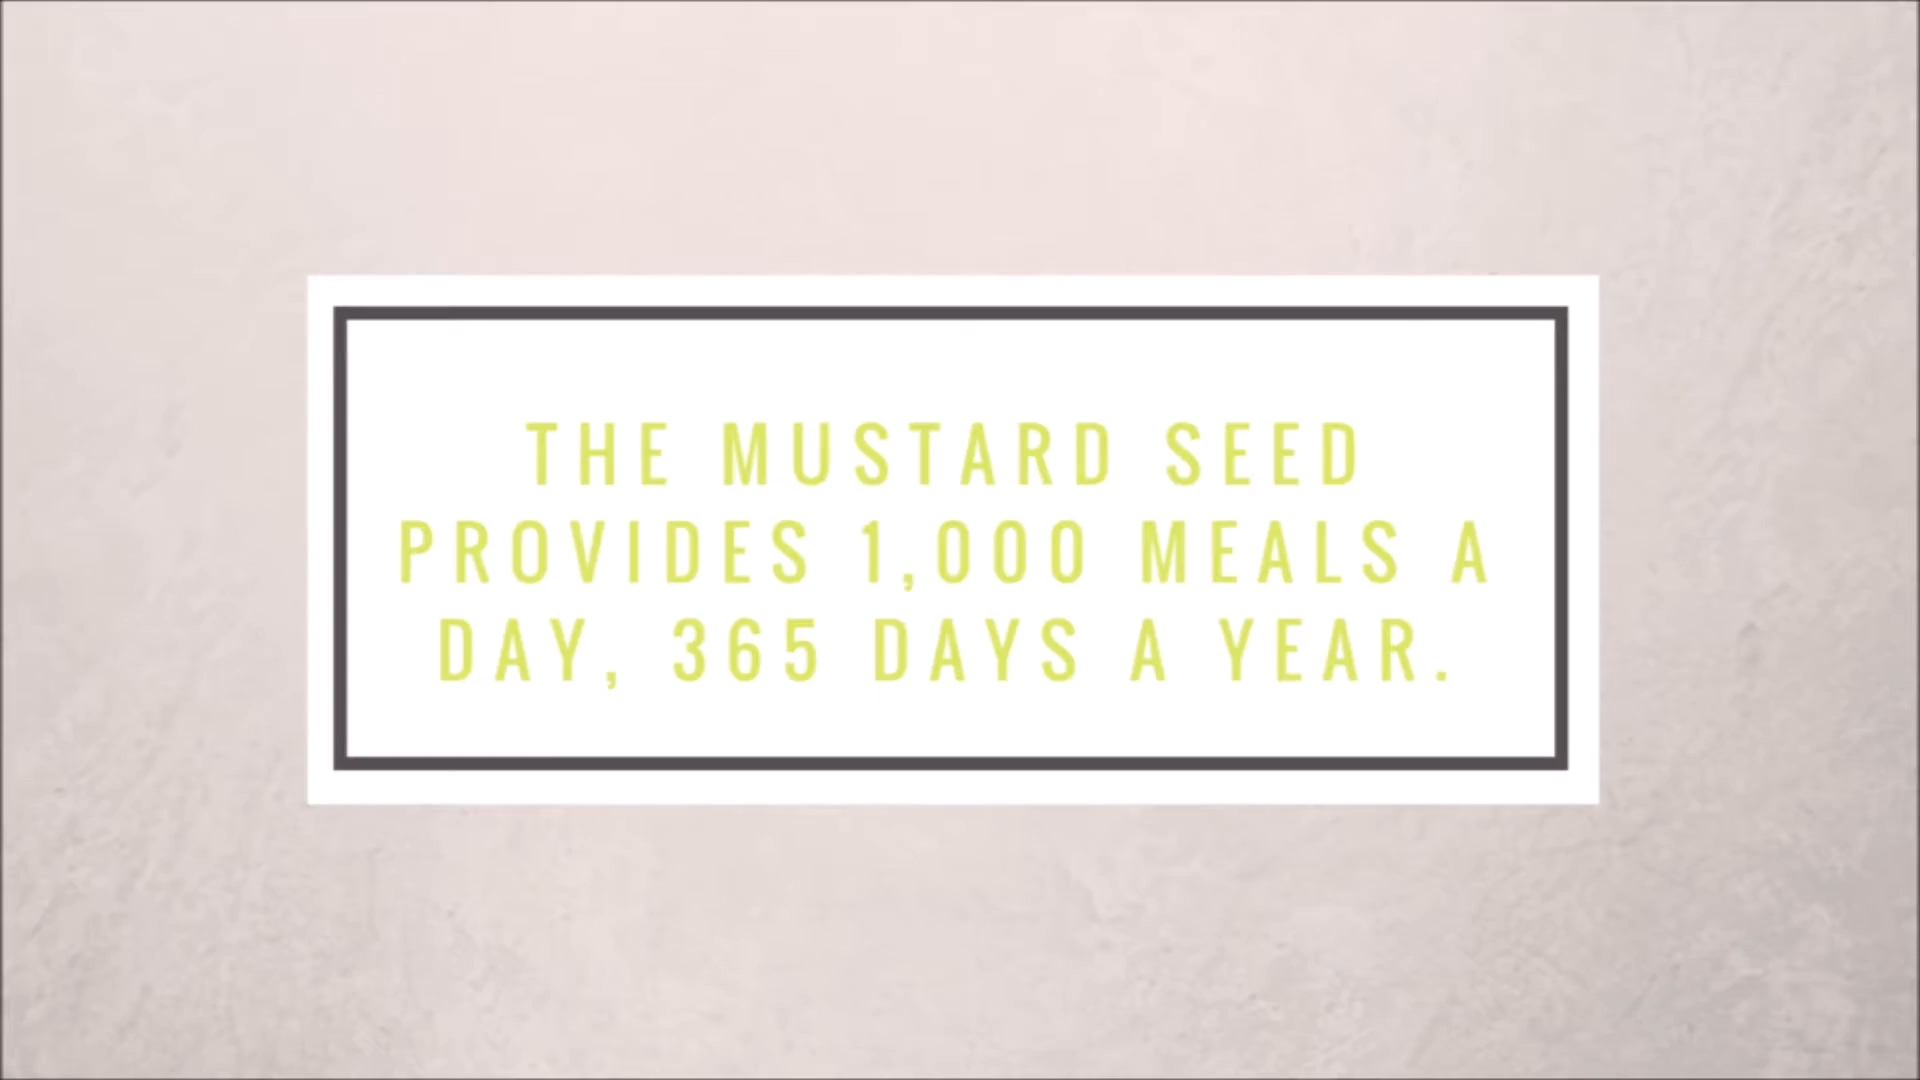 THE MUSTARD SEED
PROVIDES 1,000 MEALS A
DAY, 365 DAYS A YEAR.